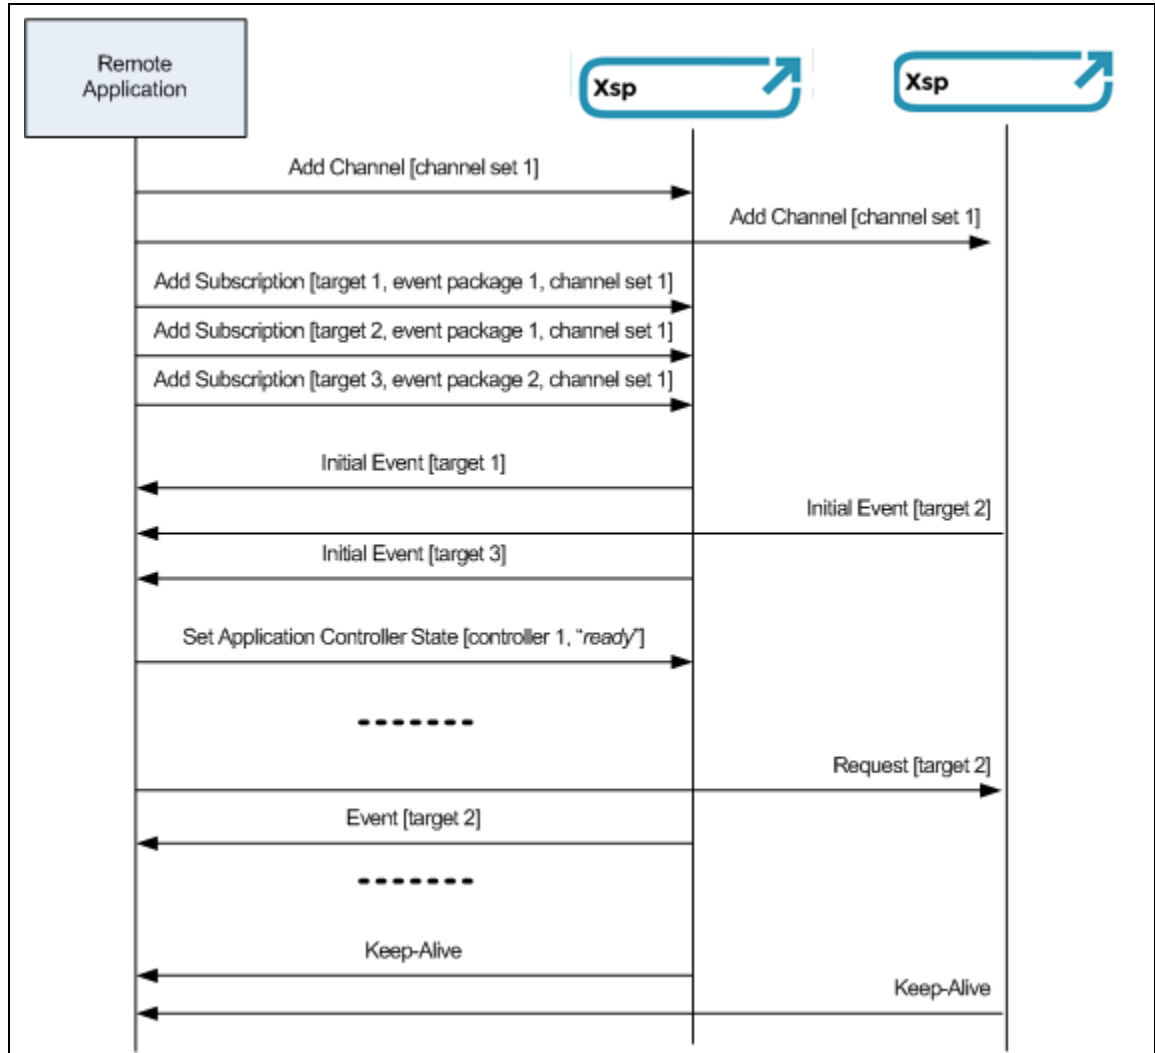 Remote
Application
Xsp
Xsp
Add Channel [channel set 1]
Add Channel [channel set 1]
Add Subscription [target 1, event package 1, channel set 1]
Add Subscription [target 2, event package 1, channel set 1]
Add Subscription [target 3, event package 2, channel set 1]
Initial Event [target 1]
Initial Event [target 2]
Initial Event [target 3]
Set Application Controller State [controller 1, “ready”]
Request [target 2]
Event [target 2]
Keep-Alive
Keep-Alive